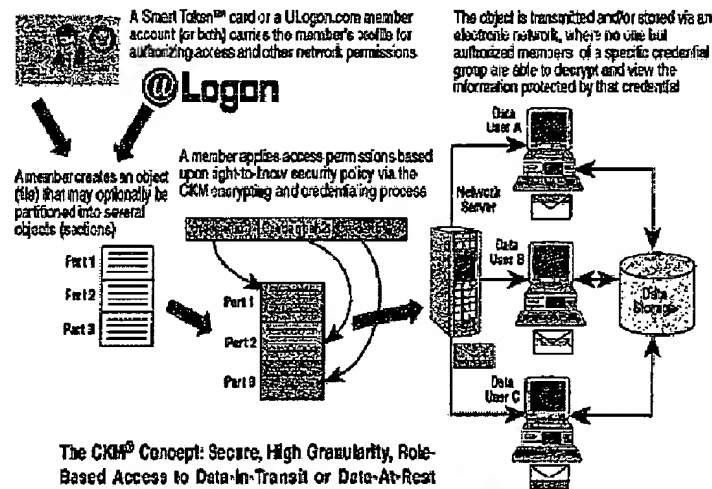 A Smart Token™ card or a ULogon.com member
account (or both) carries the member's profile for
authorizing access and other network permissions
@Logon
The object is transmitted and/or stored via an
electronic network, where no one but
authorized members of a specific credential
group are able to decrypt and view the
information protected by that credential
A member creates an object
(file) that may optionally be
partitioned into several
objects (sections)
Part 1
Part 2
Part 3
A member applies access permissions based
upon right-to-know security policy via the
CKM encrypting and credentialing process
Part 1
Part 2
Part 3
Network
Server
Data
User A
Data
User B
Data
User C
Data
Storage
The CKM® Concept: Secure, High Granularity, Role-
Based Access to Data-In-Transit or Data-At-Rest